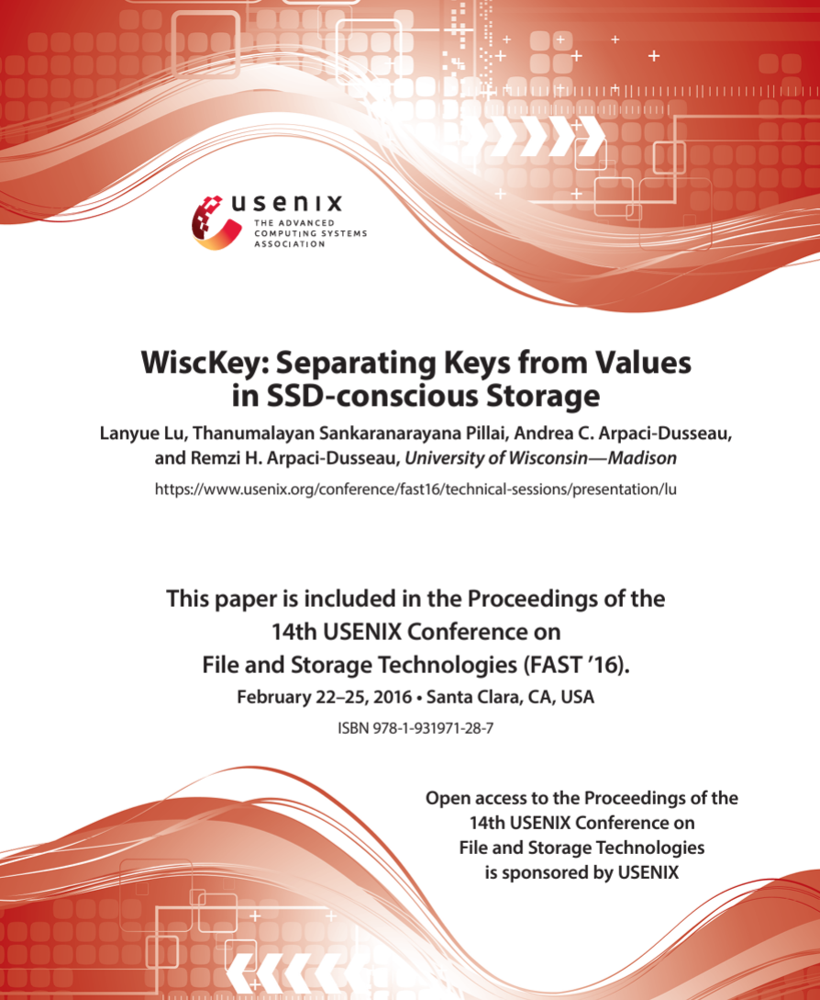 usenix
THE ADVANCED
COMPUTING SYSTEMS
ASSOCIATION
WiscKey: Separating Keys from Values
in SSD-conscious Storage
Lanyue Lu, Thanumalayan Sankaranarayana Pillai, Andrea C. Arpaci-Dusseau,
and Remzi H. Arpaci-Dusseau, University of Wisconsin—Madison
https://www.usenix.org/conference/fast16/technical-sessions/presentation/lu
This paper is included in the Proceedings of the
14th USENIX Conference on
File and Storage Technologies (FAST ’16).
February 22–25, 2016 • Santa Clara, CA, USA
ISBN 978-1-931971-28-7
Open access to the Proceedings of the
14th USENIX Conference on
File and Storage Technologies
is sponsored by USENIX